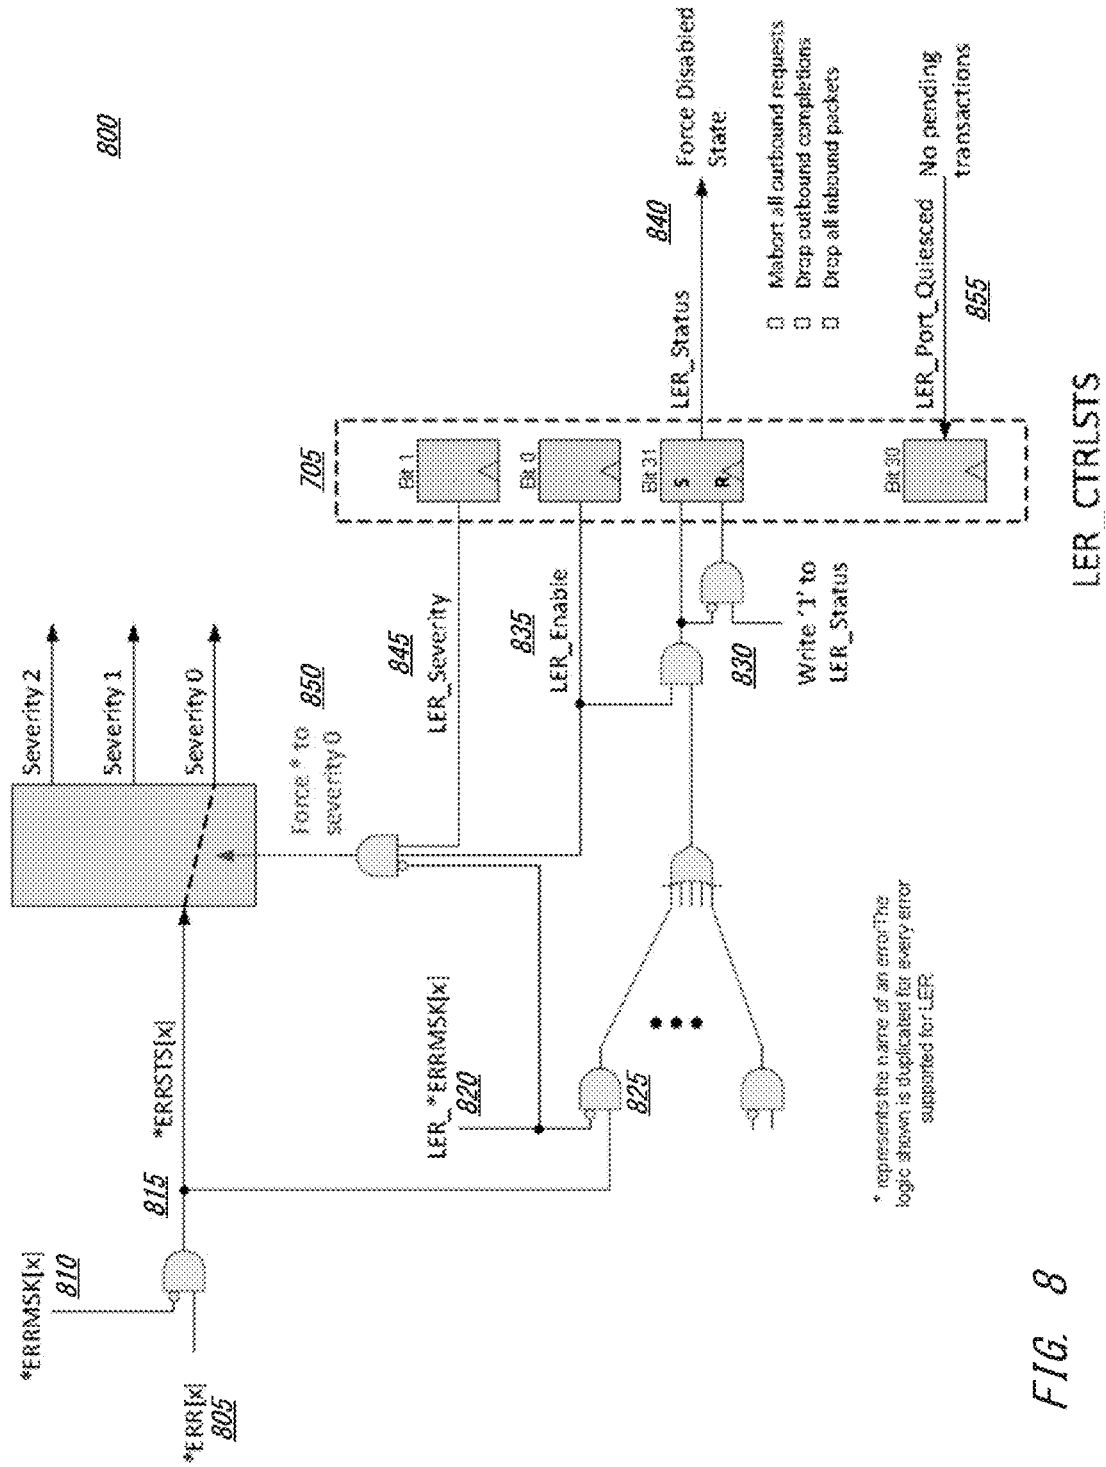 800
Severity 2
Severity 1
Severity 0
*ERRMSK[x]
810
*ERR[x]
805
815
*ERRSTS[x]
Force * to
severity 0
850
845
LER_Severity
835
LER_Enable
LER_*ERRMSK[x]
820
825
830
Write '1' to
LER_Status
705
Bit 1
Bit 0
Bit 31
S
R
Bit 30
LER_Status
840
Force Disabled
State.
Mabort all outbound requests
Drop outbound completions
Drop all inbound packets
LER_Port_Quiesced
No pending
transactions
855
LER_CTRLSTS
* represents the name of an error The
logic shown is duplicated for every error
supported for LER
FIG. 8